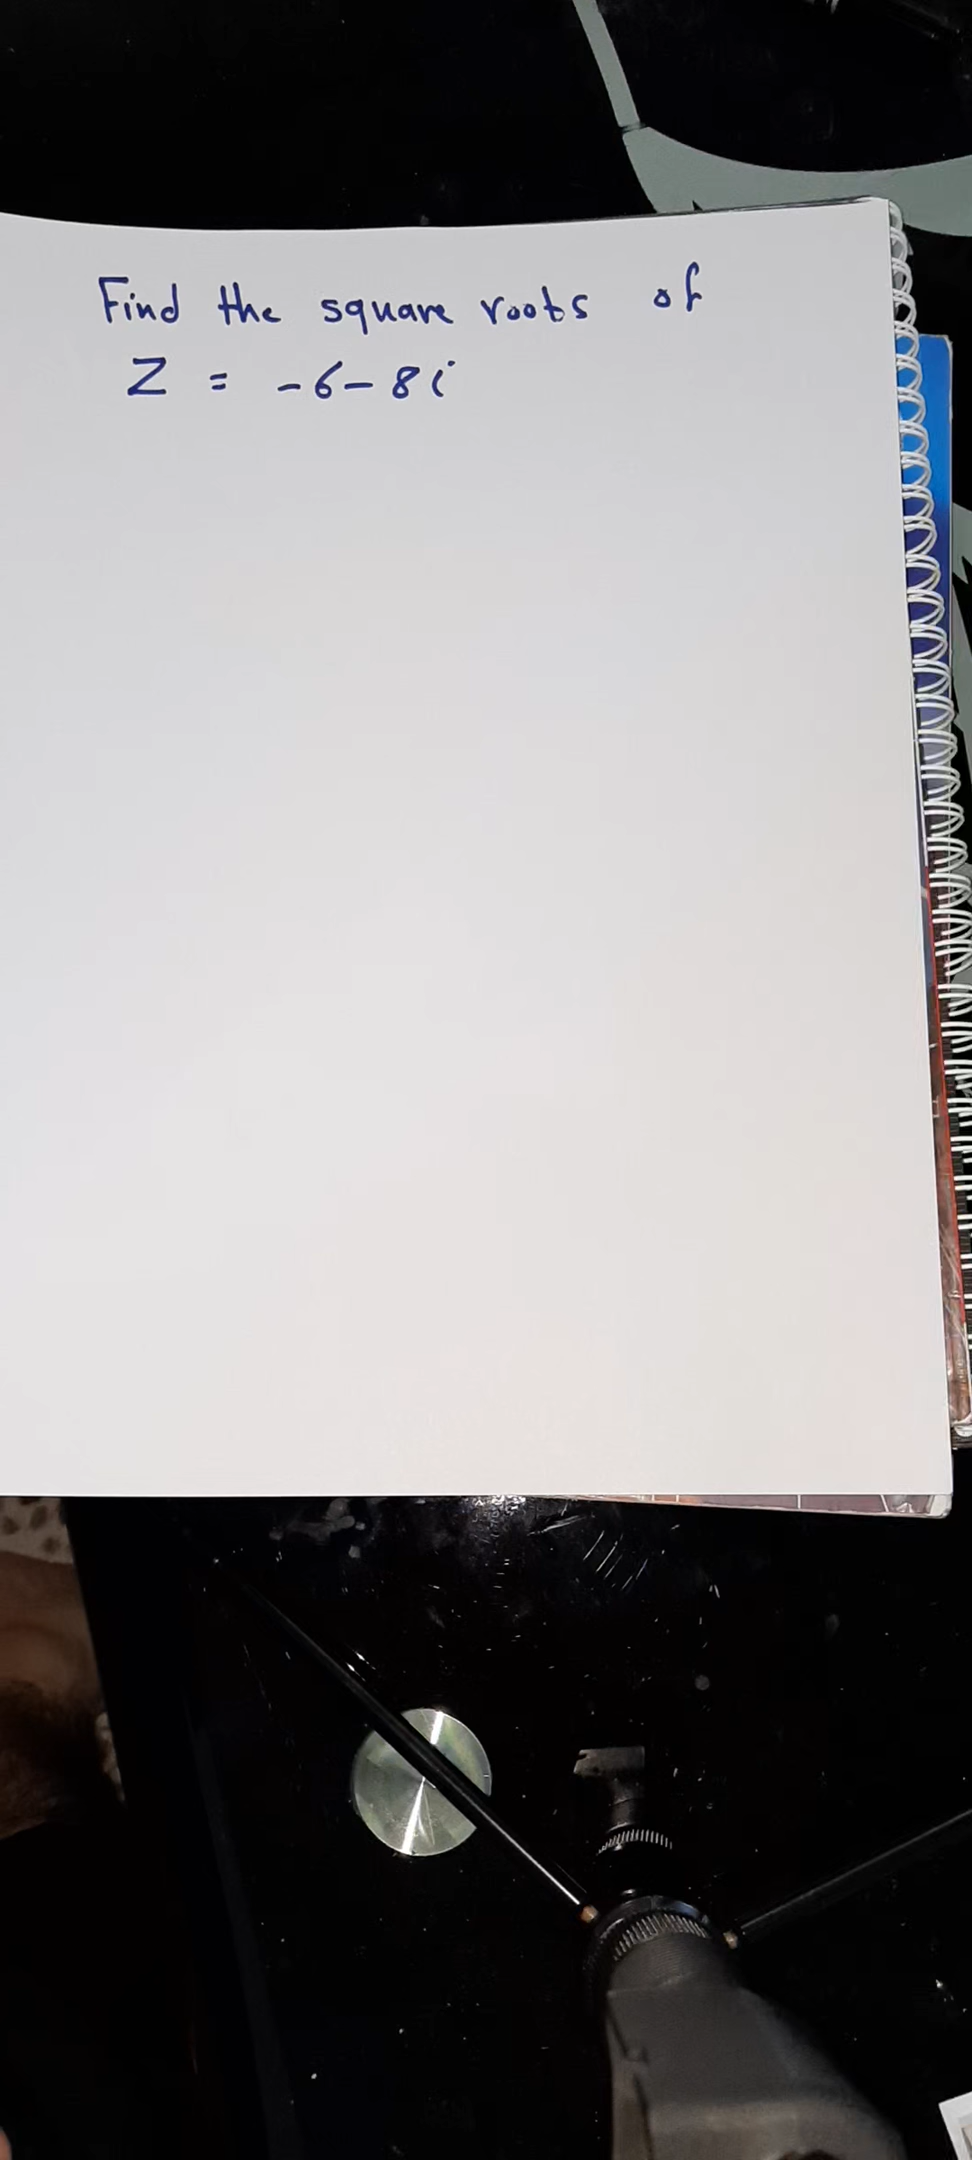 Find the square roots of
Z = -6-8i